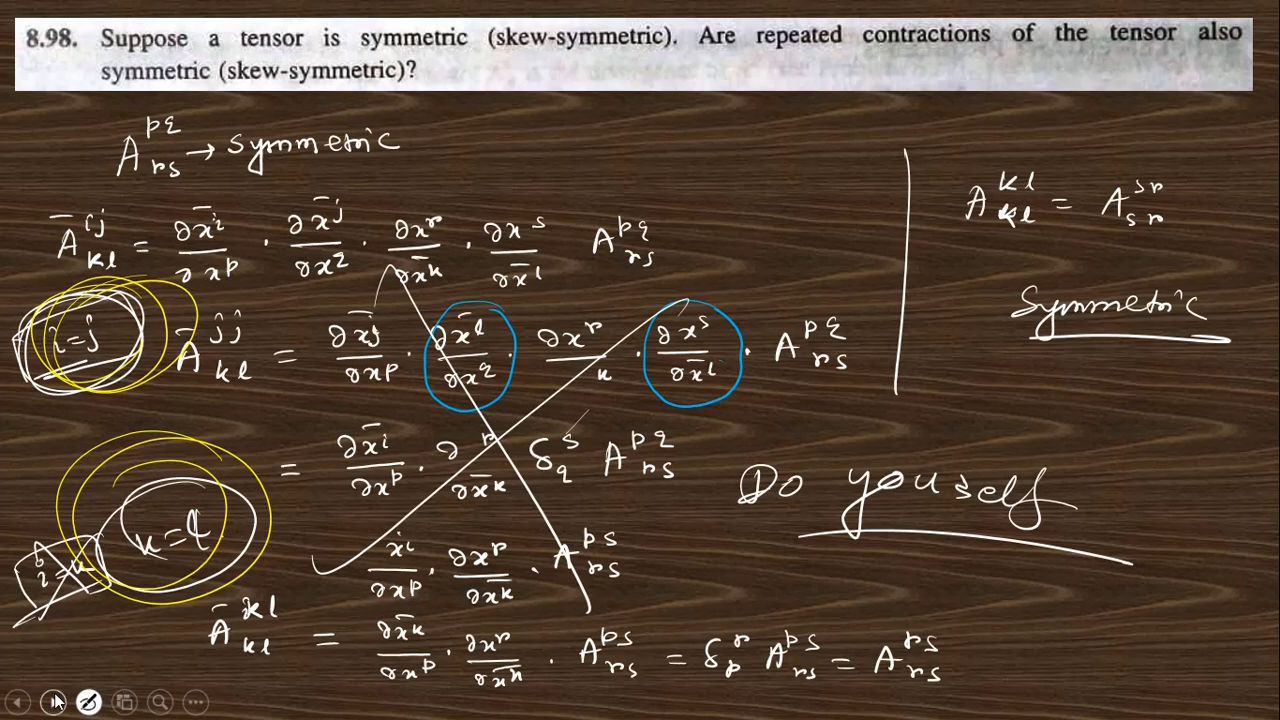 8.98. Suppose a tensor is symmetric (skew-symmetric). Are repeated contractions of the tensor also
symmetric (skew-symmetric)?
A^{pq}_{rs} → symmetric
Ā^{ij}_{kl} = ∂x̄^i/∂x^p · ∂x̄^j/∂x^q · ∂x^r/∂x̄^k · ∂x^s/∂x̄^l A^{pq}_{rs}
i=j Ā^{jj}_{kl} = ∂x̄^j/∂x^p · ∂x̄^l/∂x^q · ∂x^r/ k · ∂x^s/∂x̄^l · A^{pq}_{rs}
= ∂x̄^i/∂x^p · ∂ r/∂x̄^k δ^s_q A^{pq}_{rs}
x̄^i/∂x^p · ∂x^r/∂x̄^k · A^{ps}_{rs}
Ā^{kl}_{kl} = ∂x̄^k/∂x^p · ∂x^r/∂x̄^k · A^{ps}_{rs} = δ^r_p A^{ps}_{rs} = A^{rs}_{rs}
A^{kl}_{kl} = A^{sr}_{sr}
Symmetric
Do yourself